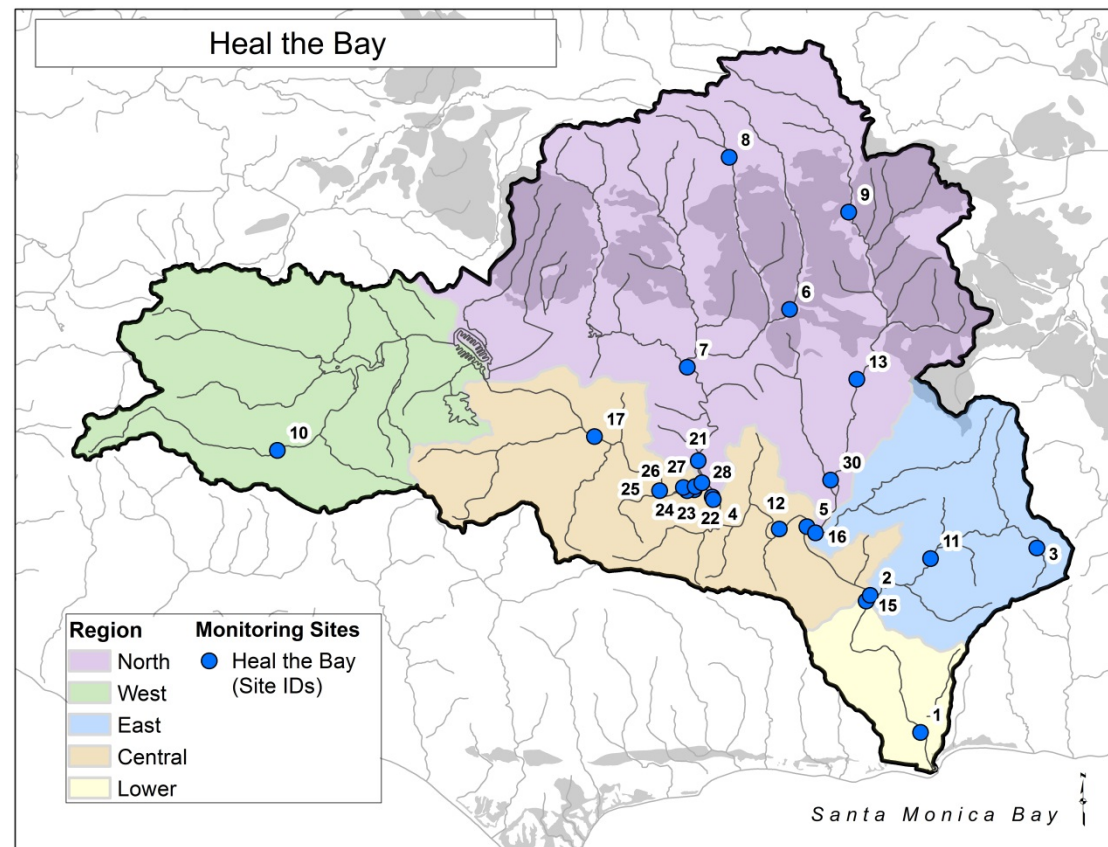 Heal the Bay
8
9
6
7
13
17
10
21
26
27
28
30
25
24
23
22
4
12
5
16
11
3
2
15
1
Region
North
West
East
Central
Lower
Monitoring Sites
Heal the Bay
(Site IDs)
Santa Monica Bay